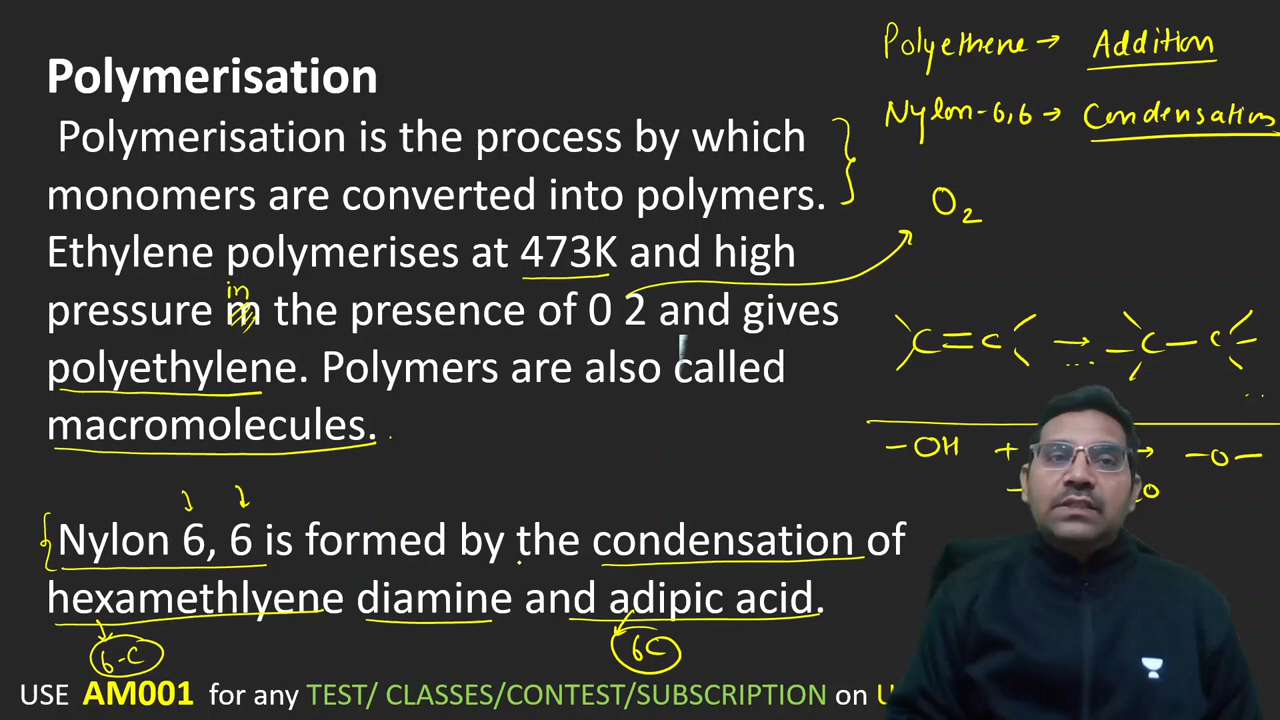 Polymerisation
Polymerisation is the process by which
monomers are converted into polymers.
Ethylene polymerises at 473K and high
in
pressure in the presence of 0 2 and gives
polyethylene. Polymers are also called
macromolecules.
Nylon 6, 6 is formed by the condensation of
hexamethlyene diamine and adipic acid.
6-C
6C
USE AM001 for any TEST/ CLASSES/CONTEST/SUBSCRIPTION on U
Polyethene → Addition
Nylon-6,6 → Condensation
O2
C=C → C-C
-OH + → -O-